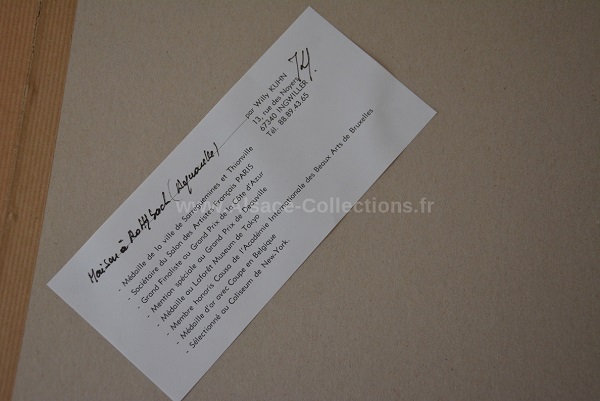 Maison à Rothbach (Aquarelle)
par Willy KUHN
13, rue des Noyers
67340 INGWILLER
Tél. 88.89.43.65
- Médaille de la ville de Sarreguemines et Thionville
- Sociétaire du Salon des Artistes Français PARIS
- Grand Finaliste au Grand Prix de la Côte d'Azur
- Mention spéciale au Grand Prix de Deauville
- Médaille au Laforêt Museum de Tokyo
- Membre honoris Causa de l'Académie Internationale des Beaux Arts de Bruxelles
- Médaille d'or avec Coupe en Belgique
- Sélectionné au Coliseum de New-York.
www.Alsace-Collections.fr